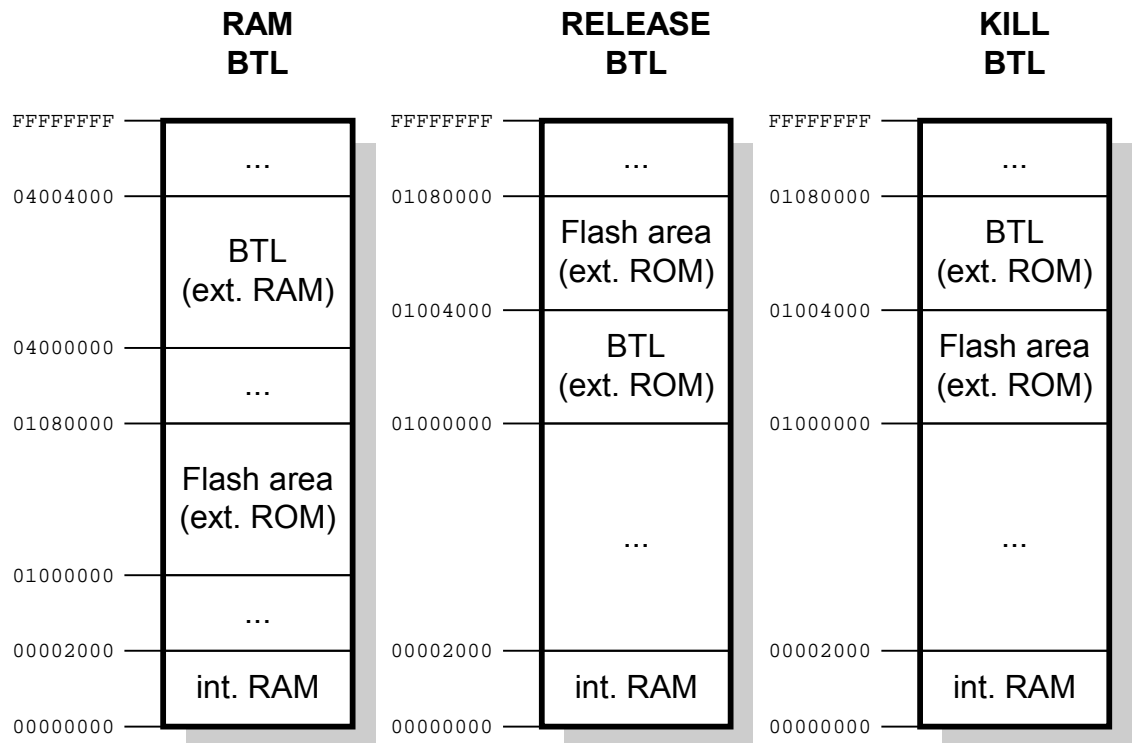 RAM
BTL
FFFFFFFF
...
04004000
BTL
(ext. RAM)
04000000
...
01080000
Flash area
(ext. ROM)
01000000
...
00002000
int. RAM
00000000
RELEASE
BTL
FFFFFFFF
...
01080000
Flash area
(ext. ROM)
01004000
BTL
(ext. ROM)
01000000
...
00002000
int. RAM
00000000
KILL
BTL
FFFFFFFF
...
01080000
BTL
(ext. ROM)
01004000
Flash area
(ext. ROM)
01000000
...
00002000
int. RAM
00000000